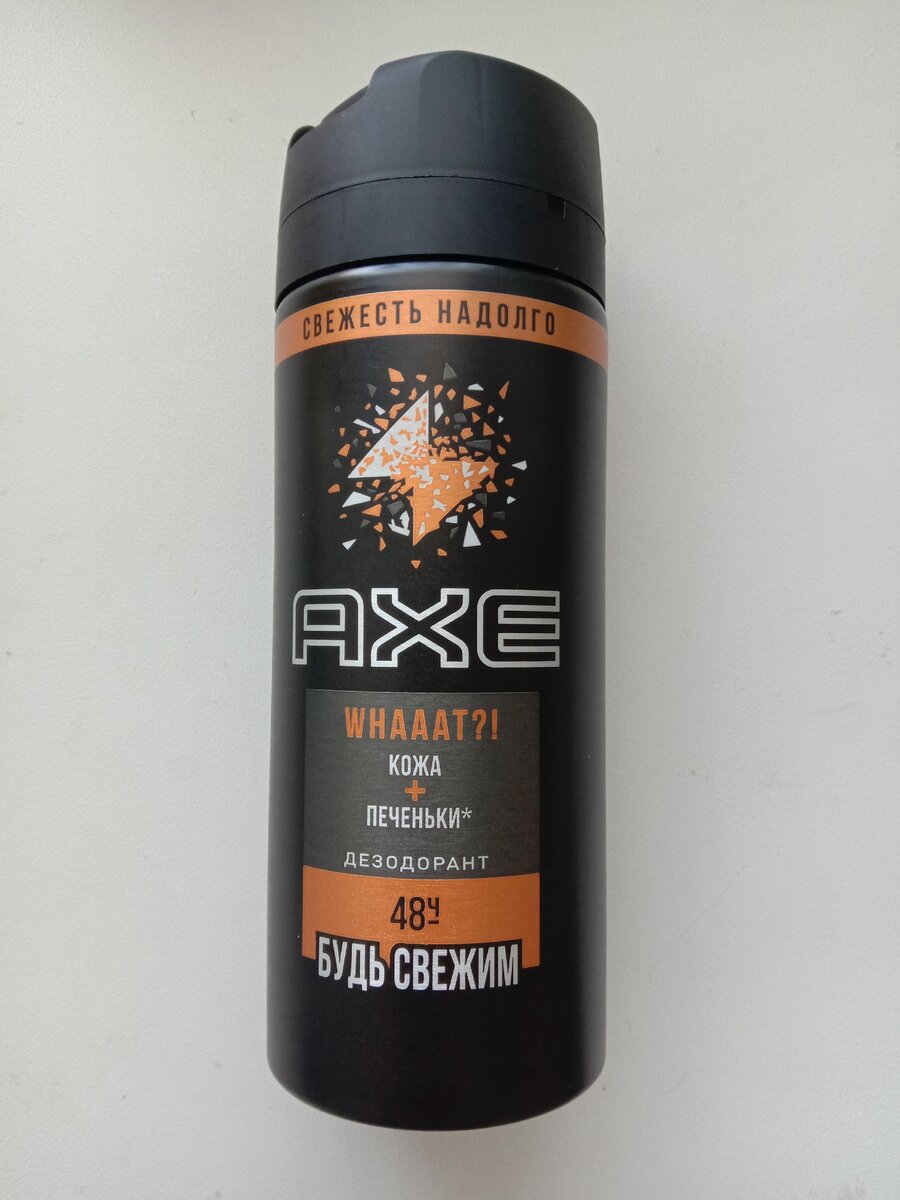 СВЕЖЕСТЬ НАДОЛГО
AXE
WHAAAT?!
КОЖА
+
ПЕЧЕНЬКИ*
ДЕЗОДОРАНТ
48Ч
БУДЬ СВЕЖИМ